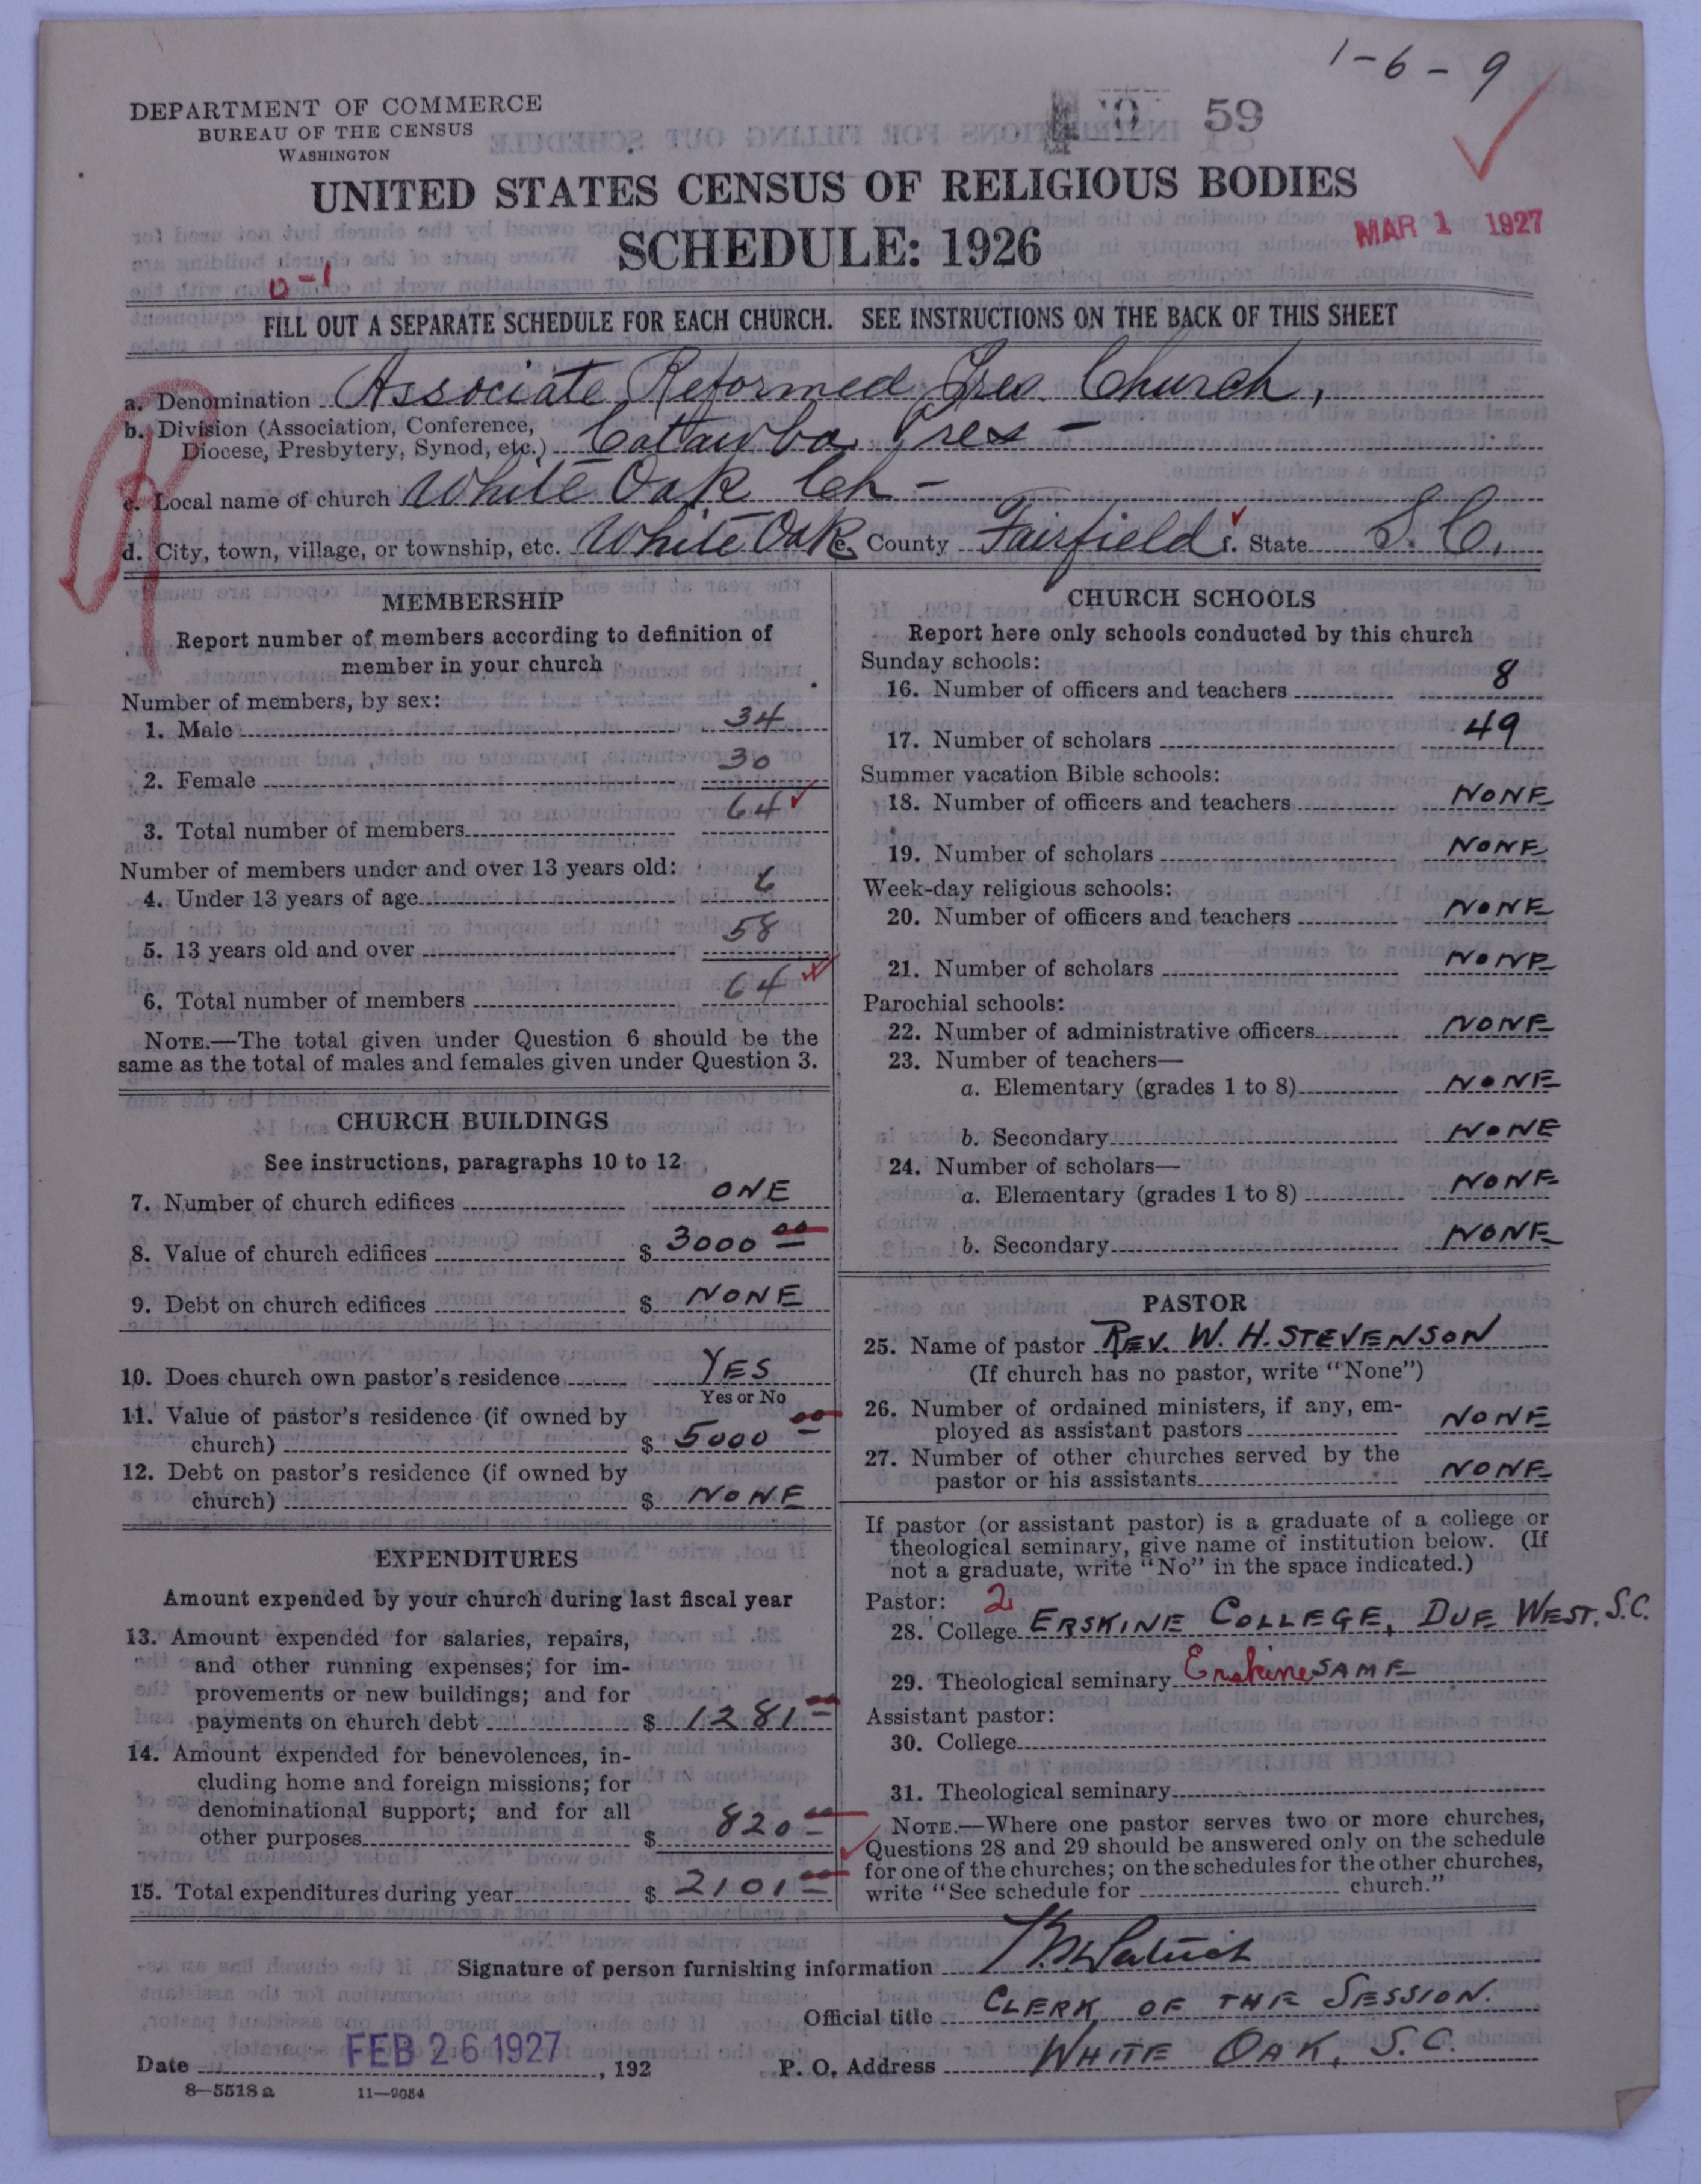 1-6-9
DEPARTMENT OF COMMERCE
BUREAU OF THE CENSUS
WASHINGTON
59
UNITED STATES CENSUS OF RELIGIOUS BODIES
SCHEDULE: 1926
MAR 1 1927
0-1
FILL OUT A SEPARATE SCHEDULE FOR EACH CHURCH. SEE INSTRUCTIONS ON THE BACK OF THIS SHEET
a. Denomination Associate Reformed Pres. Church,
b. Division (Association, Conference,
Diocese, Presbytery, Synod, etc.) Catawba Pres -
c. Local name of church White Oak Ch -
d. City, town, village, or township, etc. White Oak e. County Fairfield f. State S. C.
MEMBERSHIP
Report number of members according to definition of
member in your church
Number of members, by sex:
1. Male 34
2. Female 30
3. Total number of members 64
Number of members under and over 13 years old:
4. Under 13 years of age 6
5. 13 years old and over 58
6. Total number of members 64
NOTE.—The total given under Question 6 should be the
same as the total of males and females given under Question 3.
CHURCH BUILDINGS
See instructions, paragraphs 10 to 12
7. Number of church edifices ONE
8. Value of church edifices $ 3000 00
9. Debt on church edifices $ NONE
10. Does church own pastor's residence YES
Yes or No
11. Value of pastor's residence (if owned by
church) $ 5000 00
12. Debt on pastor's residence (if owned by
church) $ NONE
EXPENDITURES
Amount expended by your church during last fiscal year
13. Amount expended for salaries, repairs,
and other running expenses; for im-
provements or new buildings; and for
payments on church debt $ 1281 00
14. Amount expended for benevolences, in-
cluding home and foreign missions; for
denominational support; and for all
other purposes $ 820 00
15. Total expenditures during year $ 2101 00
CHURCH SCHOOLS
Report here only schools conducted by this church
Sunday schools:
16. Number of officers and teachers 8
17. Number of scholars 49
Summer vacation Bible schools:
18. Number of officers and teachers NONE
19. Number of scholars NONE
Week-day religious schools:
20. Number of officers and teachers NONE
21. Number of scholars NONE
Parochial schools:
22. Number of administrative officers NONE
23. Number of teachers—
a. Elementary (grades 1 to 8) NONE
b. Secondary NONE
24. Number of scholars—
a. Elementary (grades 1 to 8) NONE
b. Secondary NONE
PASTOR
25. Name of pastor REV. W. H. STEVENSON
(If church has no pastor, write "None")
26. Number of ordained ministers, if any, em-
ployed as assistant pastors NONE
27. Number of other churches served by the
pastor or his assistants NONE
If pastor (or assistant pastor) is a graduate of a college or
theological seminary, give name of institution below. (If
not a graduate, write "No" in the space indicated.)
Pastor: 2
28. College ERSKINE COLLEGE, DUE WEST. S.C.
29. Theological seminary Erskine SAME
Assistant pastor:
30. College
31. Theological seminary
NOTE.—Where one pastor serves two or more churches,
Questions 28 and 29 should be answered only on the schedule
for one of the churches; on the schedules for the other churches,
write "See schedule for church."
Signature of person furnishing information
Official title CLERK OF THE SESSION.
Date FEB 26 1927, 192 P. O. Address WHITE OAK, S.C.
8-5518a 11-9054